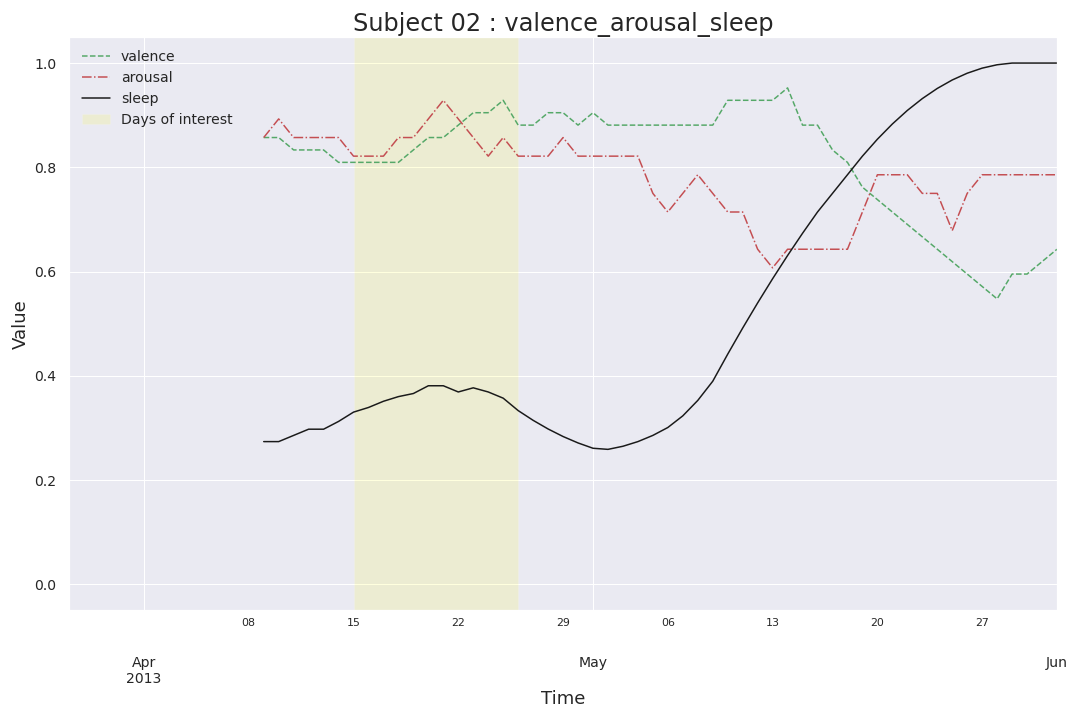 Subject 02 : valence_arousal_sleep
valence
arousal
sleep
Days of interest
1.0
0.8
0.6
0.4
0.2
0.0
Value
08 15 22 29 06 13 20 27
Apr May Jun
2013
Time